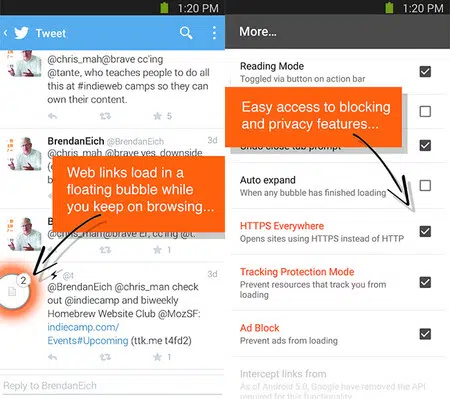 1:20 PM
Tweet
@chris_mah@brave cc'ing
@tante, who teaches people to do all
this at #indieweb camps so they can
own their content.
5
BrendanEich @BrendanEich 3d
@chris_mah@brave yes, downside
Web links load in a
floating bubble while
you keep on browsing...
3d
@chris_mah@brave Er, cc'ing @t.
2
@t 3d
@BrendanEich @chris_man check
out @indiecamp and biweekly
Homebrew Website Club @MozSF:
indiecamp.com/
Events#Upcoming (ttk.me t4fd2)
Reply to BrendanEich
1:20 PM
More...
Reading Mode
Toggled via button on action
bar
Easy access to blocking
and privacy features...
Undo close tab prompt
Auto expand
When any bubble has finished loading
HTTPS Everywhere
Opens sites using HTTPS instead of HTTP
Tracking Protection Mode
Prevent resources that track you from
loading
Ad Block
Prevent ads from loading
Intercept links from
As of Android 5.0, Google have removed the API
required for this functionality